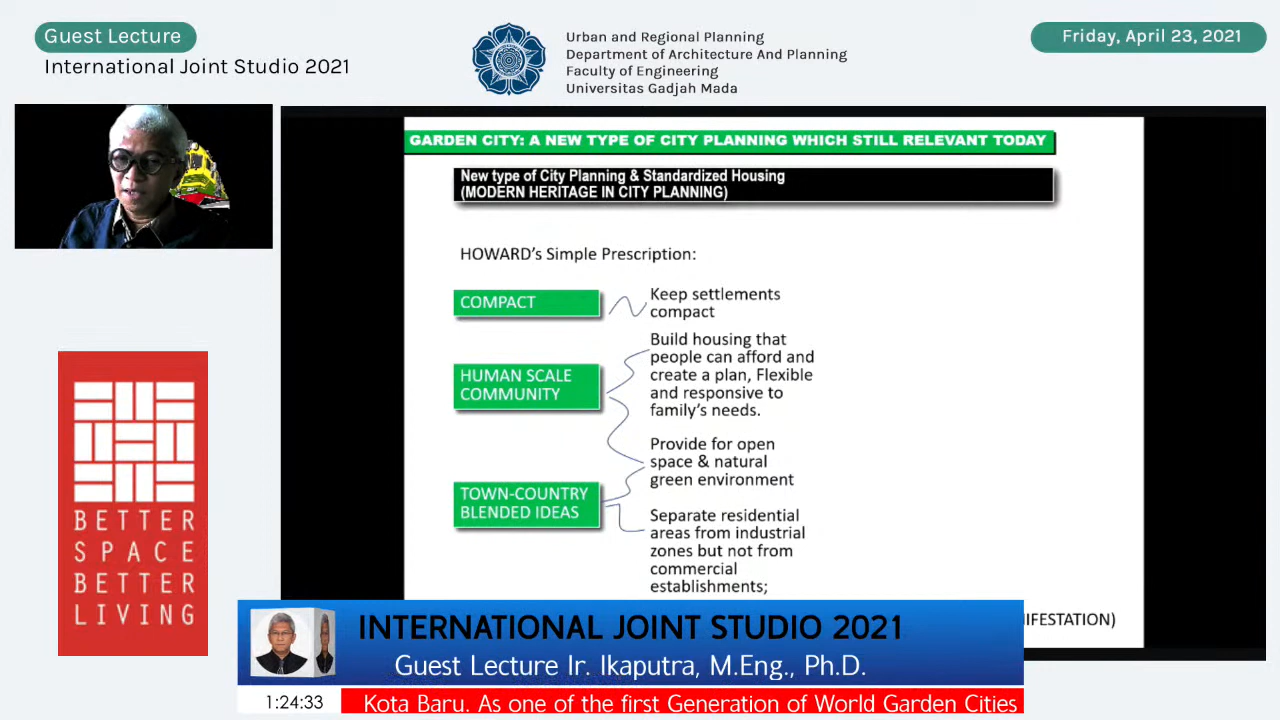 Guest Lecture
International Joint Studio 2021
Urban and Regional Planning
Department of Architecture And Planning
Faculty of Engineering
Universitas Gadjah Mada
Friday, April 23, 2021
GARDEN CITY: A NEW TYPE OF CITY PLANNING WHICH STILL RELEVANT TODAY
New type of City Planning & Standardized Housing
(MODERN HERITAGE IN CITY PLANNING)
HOWARD's Simple Prescription:
COMPACT
Keep settlements
compact
HUMAN SCALE
COMMUNITY
Build housing that
people can afford and
create a plan, Flexible
and responsive to
family's needs.
Provide for open
space & natural
green environment
TOWN-COUNTRY
BLENDED IDEAS
Separate residential
areas from industrial
zones but not from
commercial
establishments;
BETTER
SPACE
BETTER
LIVING
INTERNATIONAL JOINT STUDIO 2021
Guest Lecture Ir. Ikaputra, M.Eng., Ph.D.
1:24:33
Kota Baru. As one of the first Generation of World Garden Cities